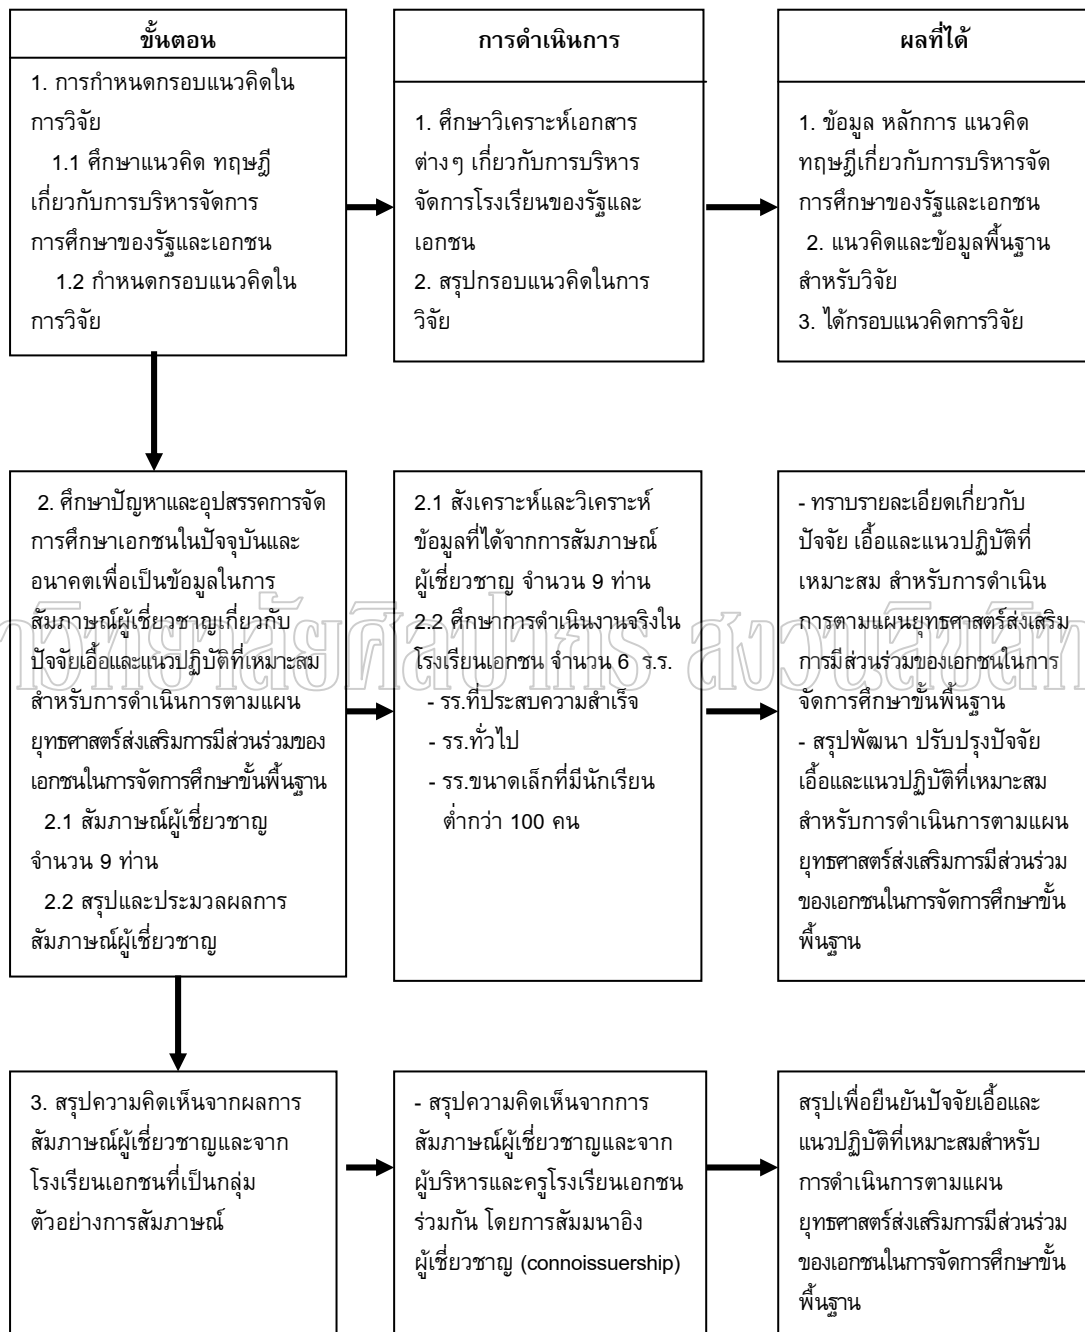 ขั้นตอน
1. การกำหนดกรอบแนวคิดใน
การวิจัย
1.1 ศึกษาแนวคิด ทฤษฎี
เกี่ยวกับการบริหารจัดการ
การศึกษาของรัฐและเอกชน
1.2 กำหนดกรอบแนวคิดใน
การวิจัย
การดำเนินการ
1. ศึกษาวิเคราะห์เอกสาร
ต่างๆ เกี่ยวกับการบริหาร
จัดการโรงเรียนของรัฐและ
เอกชน
2. สรุปกรอบแนวคิดในการ
วิจัย
ผลที่ได้
1. ข้อมูล หลักการ แนวคิด
ทฤษฎีเกี่ยวกับการบริหารจัด
การศึกษาของรัฐและเอกชน
2. แนวคิดและข้อมูลพื้นฐาน
สำหรับวิจัย
3. ได้กรอบแนวคิดการวิจัย
2. ศึกษาปัญหาและอุปสรรคการจัด
การศึกษาเอกชนในปัจจุบันและ
อนาคตเพื่อเป็นข้อมูลในการ
สัมภาษณ์ผู้เชี่ยวชาญเกี่ยวกับ
ปัจจัยเอื้อและแนวปฏิบัติที่เหมาะสม
สำหรับการดำเนินการตามแผน
ยุทธศาสตร์ส่งเสริมการมีส่วนร่วมของ
เอกชนในการจัดการศึกษาขั้นพื้นฐาน
2.1 สัมภาษณ์ผู้เชี่ยวชาญ
จำนวน 9 ท่าน
2.2 สรุปและประมวลผลการ
สัมภาษณ์ผู้เชี่ยวชาญ
2.1 สังเคราะห์และวิเคราะห์
ข้อมูลที่ได้จากการสัมภาษณ์
ผู้เชี่ยวชาญ จำนวน 9 ท่าน
2.2 ศึกษาการดำเนินงานจริงใน
โรงเรียนเอกชน จำนวน 6 ร.ร.
- รร.ที่ประสบความสำเร็จ
- รร.ทั่วไป
- รร.ขนาดเล็กที่มีนักเรียน
ต่ำกว่า 100 คน
- ทราบรายละเอียดเกี่ยวกับ
ปัจจัย เอื้อและแนวปฏิบัติที่
เหมาะสม สำหรับการดำเนิน
การตามแผนยุทธศาสตร์ส่งเสริม
การมีส่วนร่วมของเอกชนในการ
จัดการศึกษาขั้นพื้นฐาน
- สรุปพัฒนา ปรับปรุงปัจจัย
เอื้อและแนวปฏิบัติที่เหมาะสม
สำหรับการดำเนินการตามแผน
ยุทธศาสตร์ส่งเสริมการมีส่วนร่วม
ของเอกชนในการจัดการศึกษาขั้น
พื้นฐาน
3. สรุปความคิดเห็นจากผลการ
สัมภาษณ์ผู้เชี่ยวชาญและจาก
โรงเรียนเอกชนที่เป็นกลุ่ม
ตัวอย่างการสัมภาษณ์
- สรุปความคิดเห็นจากการ
สัมภาษณ์ผู้เชี่ยวชาญและจาก
ผู้บริหารและครูโรงเรียนเอกชน
ร่วมกัน โดยการสัมมนาอิง
ผู้เชี่ยวชาญ (connoissuership)
สรุปเพื่อยืนยันปัจจัยเอื้อและ
แนวปฏิบัติที่เหมาะสมสำหรับ
การดำเนินการตามแผน
ยุทธศาสตร์ส่งเสริมการมีส่วนร่วม
ของเอกชนในการจัดการศึกษาขั้น
พื้นฐาน